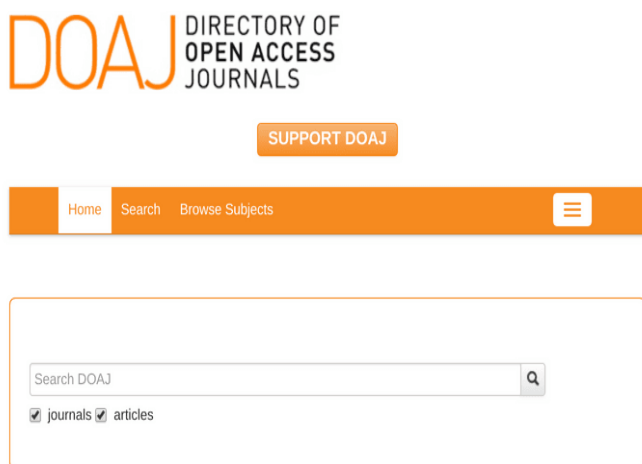 DOAJ DIRECTORY OF
OPEN ACCESS
JOURNALS
SUPPORT DOAJ
Home Search Browse Subjects
Search DOAJ
journals articles